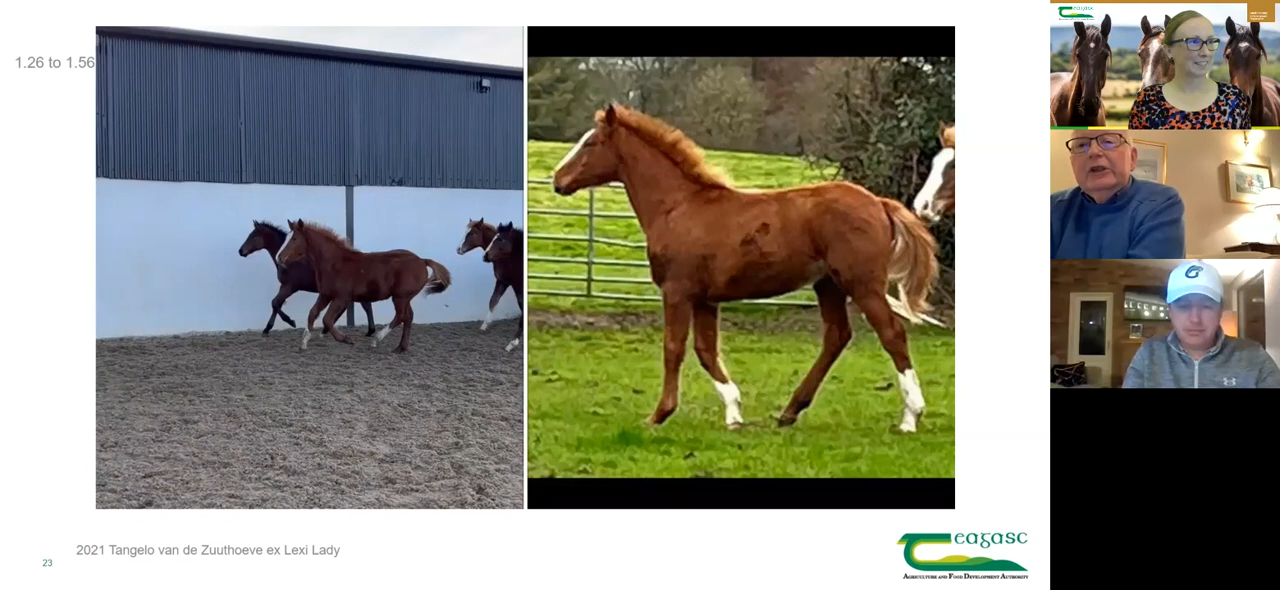 1.26 to 1.56
2021 Tangelo van de Zuuthoeve ex Lexi Lady
23
Teagasc
AGRICULTURE AND FOOD DEVELOPMENT AUTHORITY
teagasc